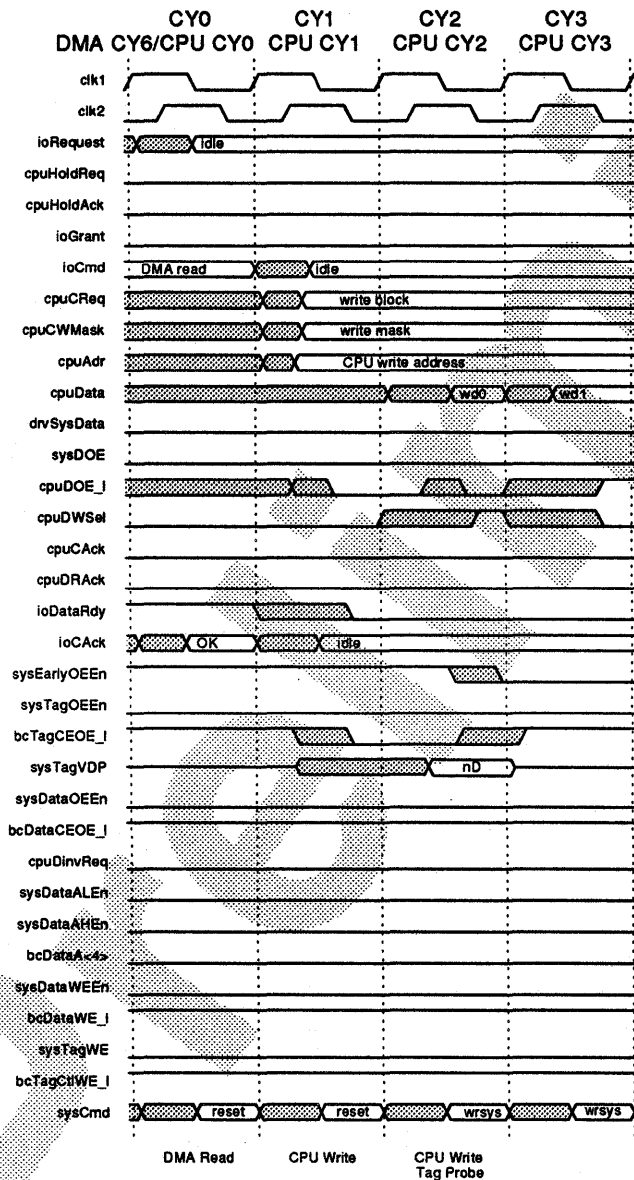 CY0 CY1 CY2 CY3
DMA CY6/CPU CY0 CPU CY1 CPU CY2 CPU CY3
clk1
clk2
ioRequest idle
cpuHoldReq
cpuHoldAck
ioGrant
ioCmd DMA read idle
cpuCReq write block
cpuCWMask write mask
cpuAdr CPU write address
cpuData wd0 wd1
drvSysData
sysDOE
cpuDOE_l
cpuDWSel
cpuCAck
cpuDRAck
ioDataRdy
ioCAck OK idle
sysEarlyOEEn
sysTagOEEn
bcTagCEOE_l
sysTagVDP nD
sysDataOEEn
bcDataCEOE_l
cpuDInvReq
sysDataALEn
sysDataAHEn
bcDataA<4>
sysDataWEEn
bcDataWE_l
sysTagWE
bcTagCtlWE_l
sysCmd reset reset wrsys wrsys
DMA Read CPU Write CPU Write
Tag Probe